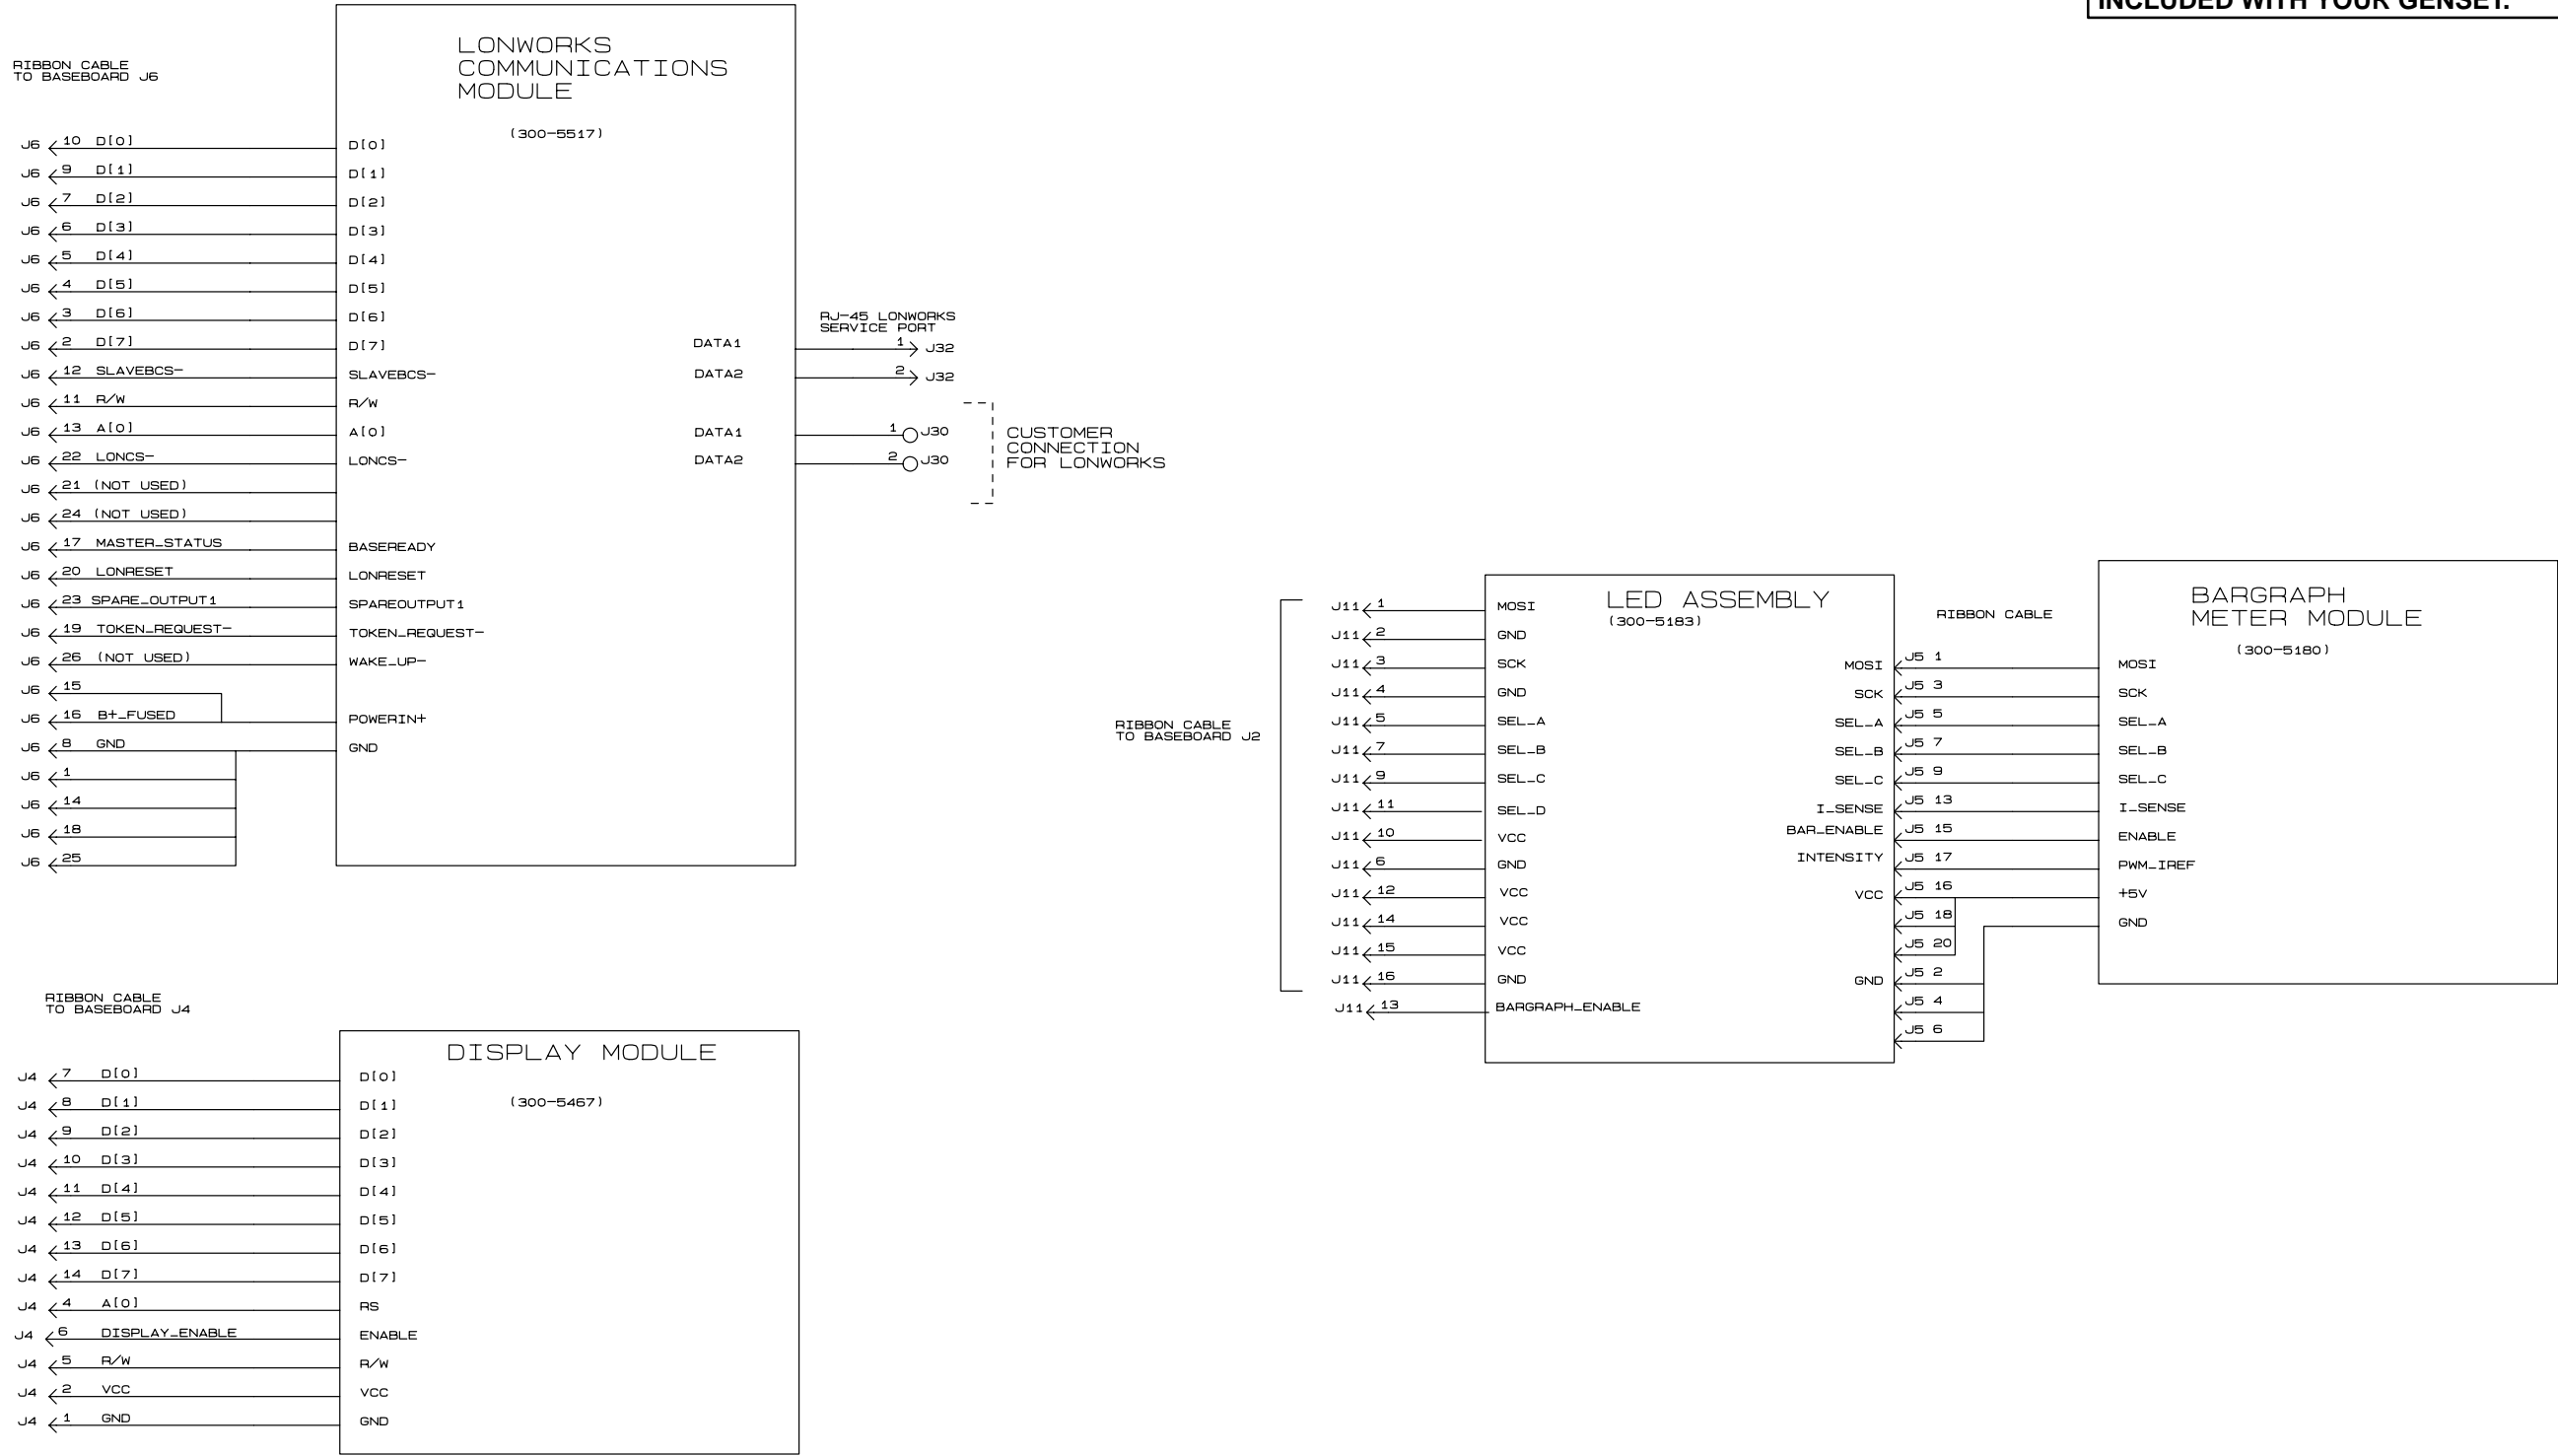 INCLUDED WITH YOUR GENSET.
RIBBON CABLE
TO BASEBOARD J6
LONWORKS
COMMUNICATIONS
MODULE
(300-5517)
J6 10 D[0] D[0]
J6 9 D[1] D[1]
J6 7 D[2] D[2]
J6 6 D[3] D[3]
J6 5 D[4] D[4]
J6 4 D[5] D[5]
J6 3 D[6] D[6]
J6 2 D[7] D[7]
J6 12 SLAVEBCS- SLAVEBCS-
J6 11 R/W R/W
J6 13 A[0] A[0]
J6 22 LONCS- LONCS-
J6 21 (NOT USED)
J6 24 (NOT USED)
J6 17 MASTER_STATUS BASEREADY
J6 20 LONRESET LONRESET
J6 23 SPARE_OUTPUT1 SPAREOUTPUT1
J6 19 TOKEN_REQUEST- TOKEN_REQUEST-
J6 26 (NOT USED) WAKE_UP-
J6 15
J6 16 B+_FUSED POWERIN+
J6 8 GND GND
J6 1
J6 14
J6 18
J6 25
RJ-45 LONWORKS
SERVICE PORT
DATA1 1 J32
DATA2 2 J32
DATA1 1 J30
DATA2 2 J30
CUSTOMER
CONNECTION
FOR LONWORKS
RIBBON CABLE
TO BASEBOARD J2
LED ASSEMBLY
(300-5183)
J11 1 MOSI
J11 2 GND
J11 3 SCK
J11 4 GND
J11 5 SEL_A
J11 7 SEL_B
J11 9 SEL_C
J11 11 SEL_D
J11 10 VCC
J11 6 GND
J11 12 VCC
J11 14 VCC
J11 15 VCC
J11 16 GND
J11 13 BARGRAPH_ENABLE
RIBBON CABLE
BARGRAPH
METER MODULE
(300-5180)
MOSI J5 1 MOSI
SCK J5 3 SCK
SEL_A J5 5 SEL_A
SEL_B J5 7 SEL_B
SEL_C J5 9 SEL_C
I_SENSE J5 13 I_SENSE
BAR_ENABLE J5 15 ENABLE
INTENSITY J5 17 PWM_IREF
VCC J5 16 +5V
J5 18 GND
J5 20
GND J5 2
J5 4
J5 6
RIBBON CABLE
TO BASEBOARD J4
DISPLAY MODULE
(300-5467)
J4 7 D[0] D[0]
J4 8 D[1] D[1]
J4 9 D[2] D[2]
J4 10 D[3] D[3]
J4 11 D[4] D[4]
J4 12 D[5] D[5]
J4 13 D[6] D[6]
J4 14 D[7] D[7]
J4 4 A[0] RS
J4 6 DISPLAY_ENABLE ENABLE
J4 5 R/W R/W
J4 2 VCC VCC
J4 1 GND GND